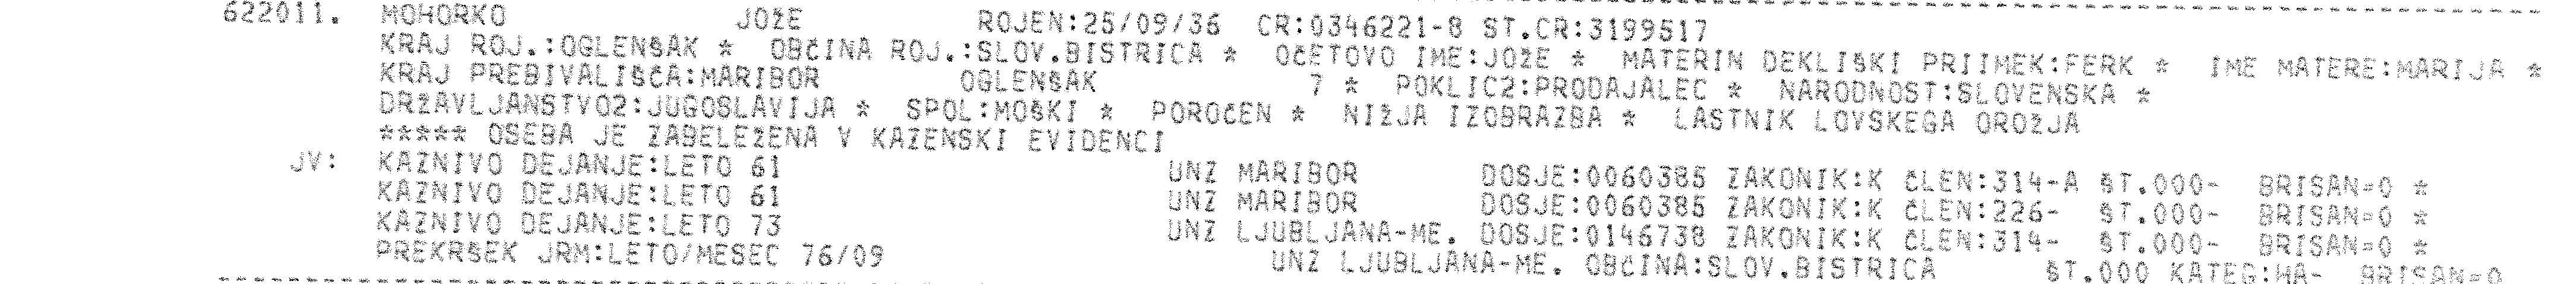 622011. MOHORKO JOŽE ROJEN:25/09/36 CR:0346221-8 ST.CR:3199517
KRAJ ROJ.:OGLENŠAK * OBČINA ROJ.:SLOV.BISTRICA * OČETOVO IME:JOŽE * MATERIN DEKLIŠKI PRIIMEK:FERK * IME MATERE:MARIJA *
KRAJ PREBIVALIŠČA:MARIBOR OGLENŠAK 7 * POKLIC2:PRODAJALEC * NARODNOST:SLOVENSKA *
DRŽAVLJANSTVO2:JUGOSLAVIJA * SPOL:MOŠKI * POROČEN * NIŽJA IZOBRAZBA * LASTNIK LOVSKEGA OROŽJA
***** OSEBA JE ZABELEŽENA V KAZENSKI EVIDENCI
JV: KAZNIVO DEJANJE:LETO 61 UNZ MARIBOR DOSJE:0060385 ZAKONIK:K ČLEN:314-A ŠT.000- BRISAN=0 *
KAZNIVO DEJANJE:LETO 61 UNZ MARIBOR DOSJE:0060385 ZAKONIK:K ČLEN:226- ŠT.000- BRISAN=0 *
KAZNIVO DEJANJE:LETO 73 UNZ LJUBLJANA-ME. DOSJE:0146738 ZAKONIK:K ČLEN:314- ŠT.000- BRISAN=0 *
PREKRŠEK JRM:LETO/MESEC 76/09 UNZ LJUBLJANA-ME. OBČINA:SLOV.BISTRICA ŠT.000 KATEG:HA- BRISAN=0